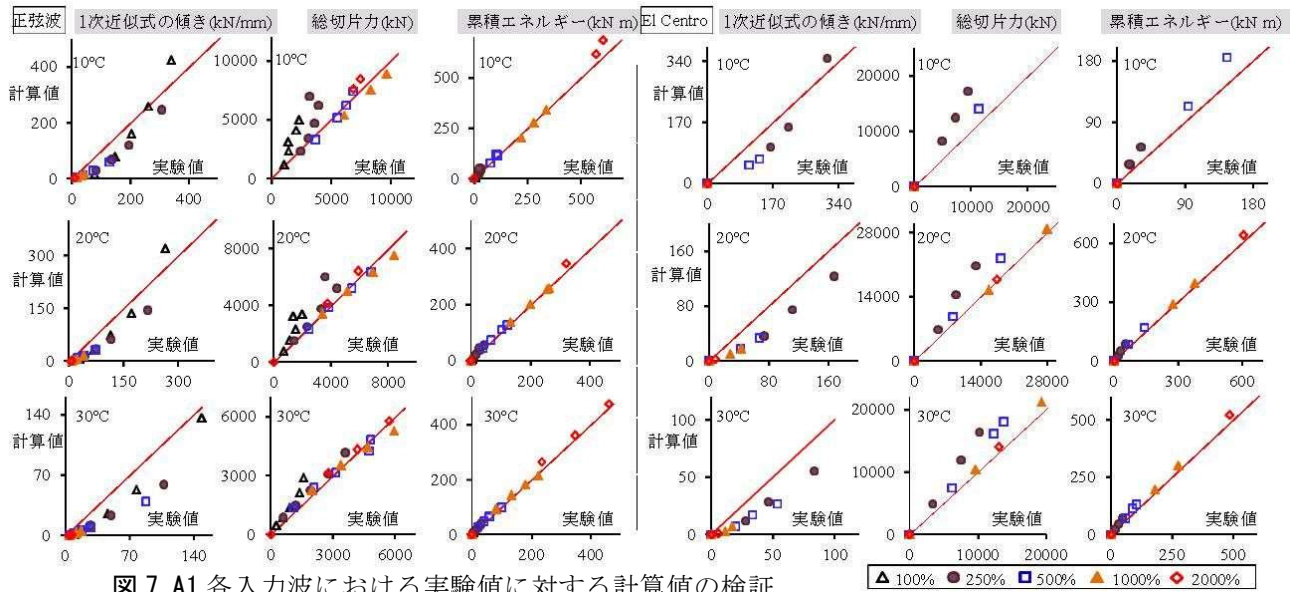 正弦波 1次近似式の傾き(kN/mm) 総切片力(kN) 累積エネルギー(kN m) El Centro 1次近似式の傾き(kN/mm) 総切片力(kN) 累積エネルギー(kN m)
400 10℃ 10000 10℃ 500 10℃ 340 10℃ 20000 10℃ 180 10℃
計算値 計算値
200 5000 250 170 10000 90
実験値 実験値 実験値 実験値 実験値 実験値
0 0 0 0 0 0
0 200 400 0 5000 10000 0 250 500 170 340 0 10000 20000 0 90 180
300 20℃ 8000 20℃ 400 20℃ 160 20℃ 28000 20℃ 600 20℃
計算値 計算値
150 4000 200 80 14000 300
実験値 実験値 実験値 実験値 実験値 実験値
0 0 0 0 0 0
0 150 300 0 4000 8000 0 200 400 0 80 160 0 14000 28000 0 300 600
140 30℃ 6000 30℃ 400 30℃ 100 30℃ 20000 30℃ 500 30℃
計算値 計算値
70 3000 200 50 10000 250
実験値 実験値 実験値 実験値 実験値 実験値
0 0 0 0 0 0
0 70 140 0 3000 6000 0 200 400 0 50 100 0 10000 20000 0 250 500
図 7 A1 各入力波における実験値に対する計算値の検証
100% 250% 500% 1000% 2000%